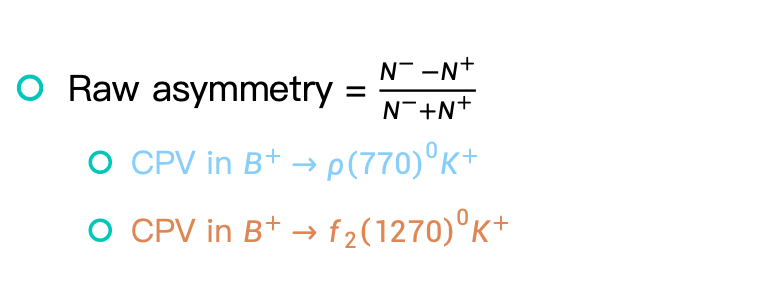 Raw asymmetry = N⁻ −N⁺ / N⁻+N⁺
CPV in B⁺ → ρ(770)⁰K⁺
CPV in B⁺ → f₂(1270)⁰K⁺